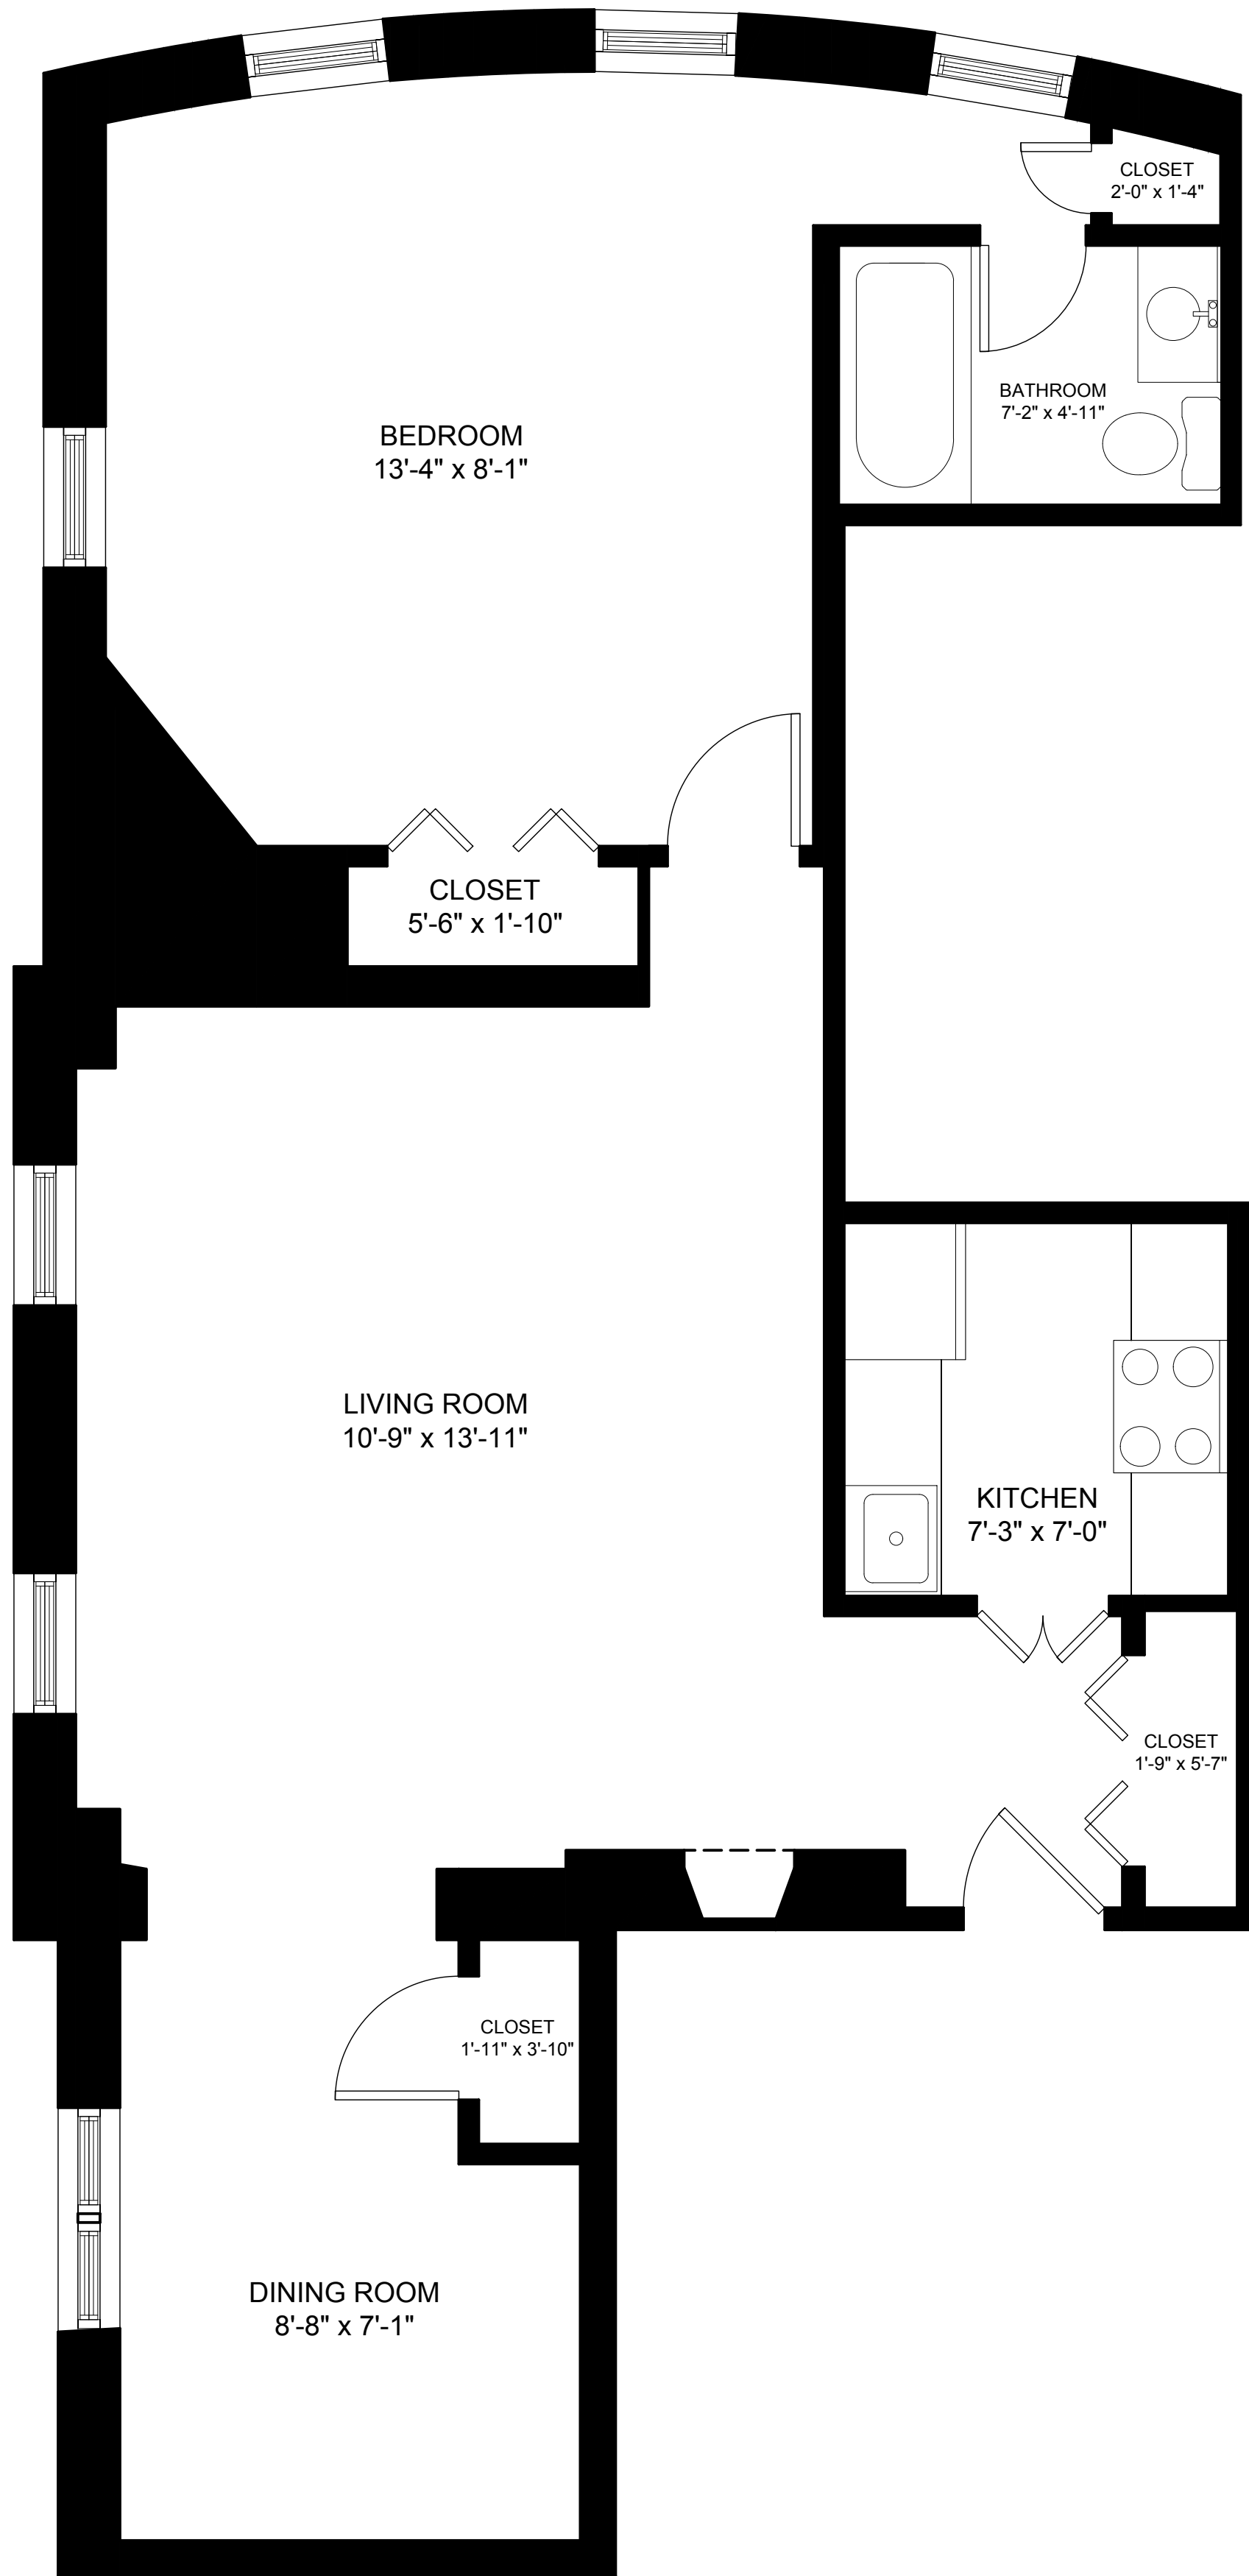 CLOSET
2'-0" x 1'-4"
BATHROOM
7'-2" x 4'-11"
BEDROOM
13'-4" x 8'-1"
CLOSET
5'-6" x 1'-10"
LIVING ROOM
10'-9" x 13'-11"
KITCHEN
7'-3" x 7'-0"
CLOSET
1'-9" x 5'-7"
CLOSET
1'-11" x 3'-10"
DINING ROOM
8'-8" x 7'-1"